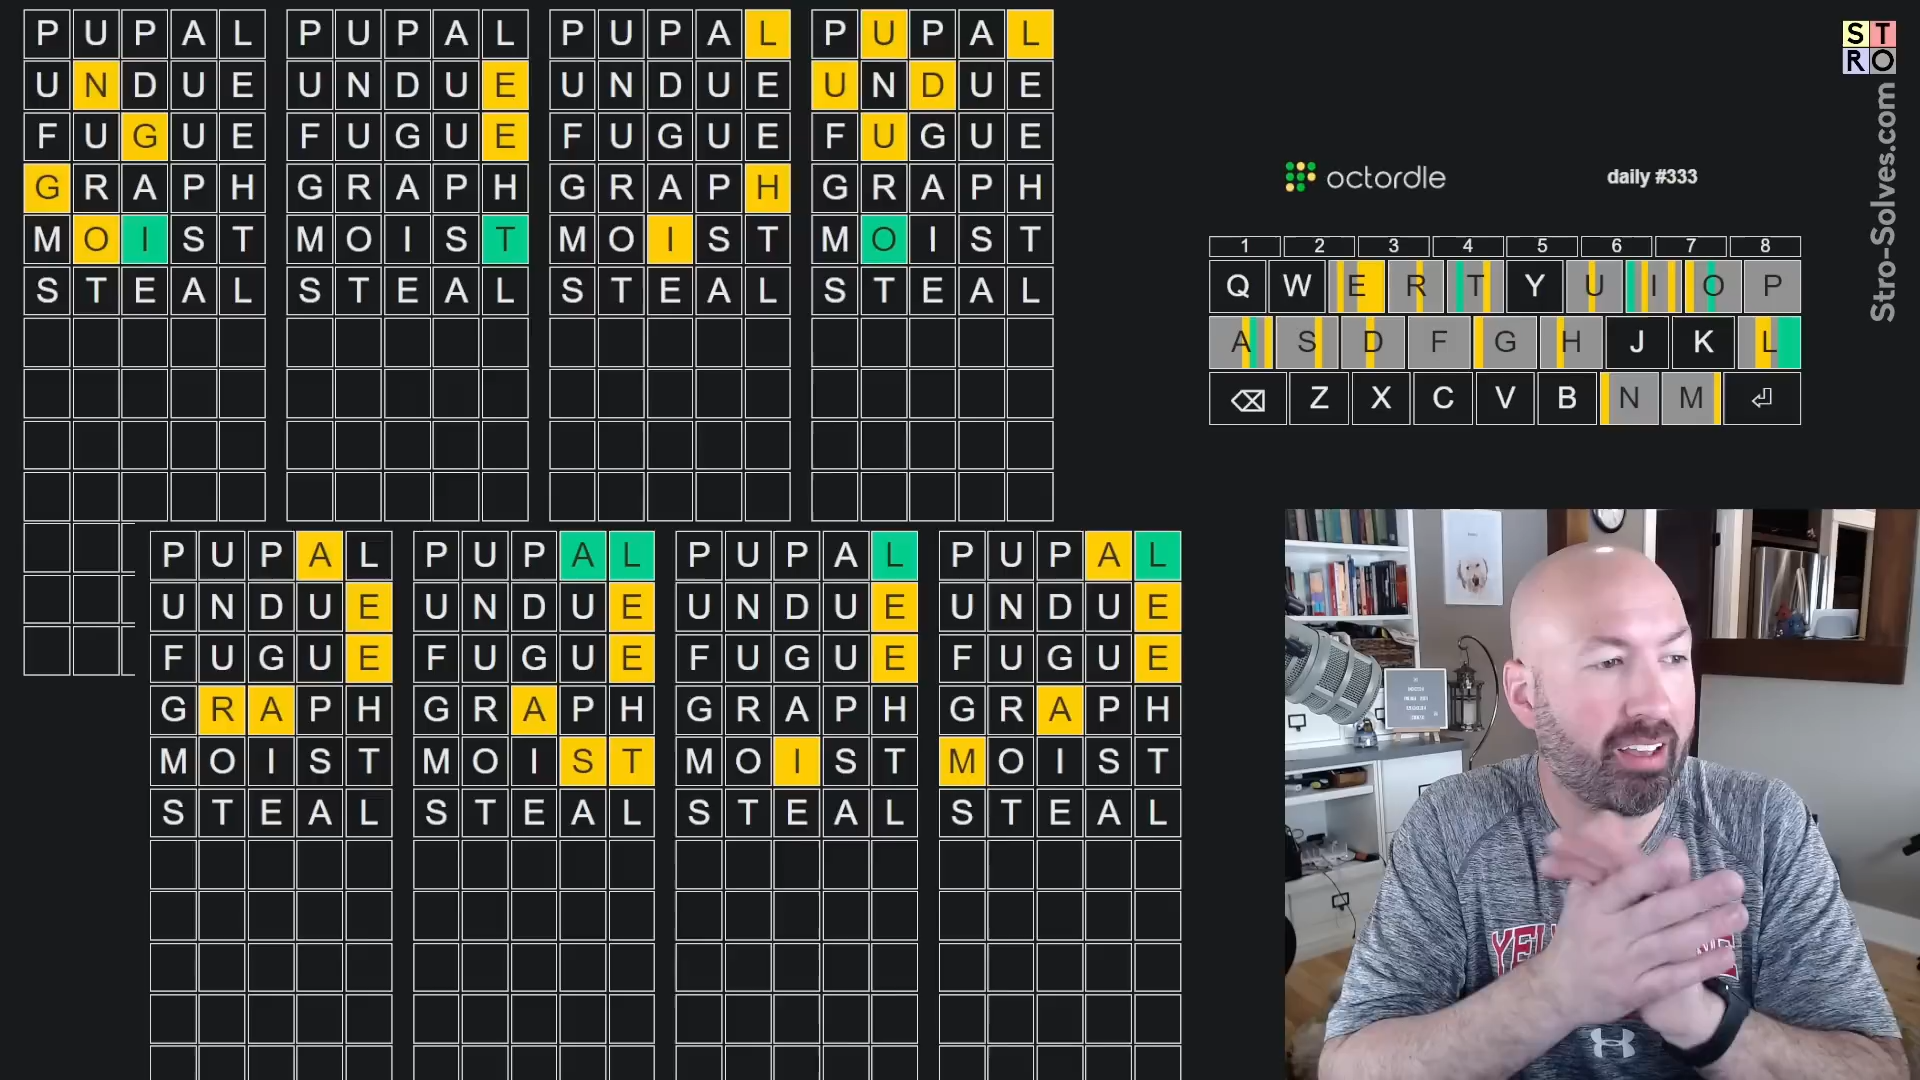 PUPAL PUPAL PUPAL PUPAL
UNDUE UNDUE UNDUE UNDUE
FUGUE FUGUE FUGUE FUGUE
GRAPH GRAPH GRAPH GRAPH
MOIST MOIST MOIST MOIST
STEAL STEAL STEAL STEAL
PUPAL PUPAL PUPAL PUPAL
UNDUE UNDUE UNDUE UNDUE
FUGUE FUGUE FUGUE FUGUE
GRAPH GRAPH GRAPH GRAPH
MOIST MOIST MOIST MOIST
STEAL STEAL STEAL STEAL
octordle
daily #333
1 2 3 4 5 6 7 8
Q W E R T Y U I O P
A S D F G H J K L
Z X C V B N M
ST
RO
Stro-Solves.com